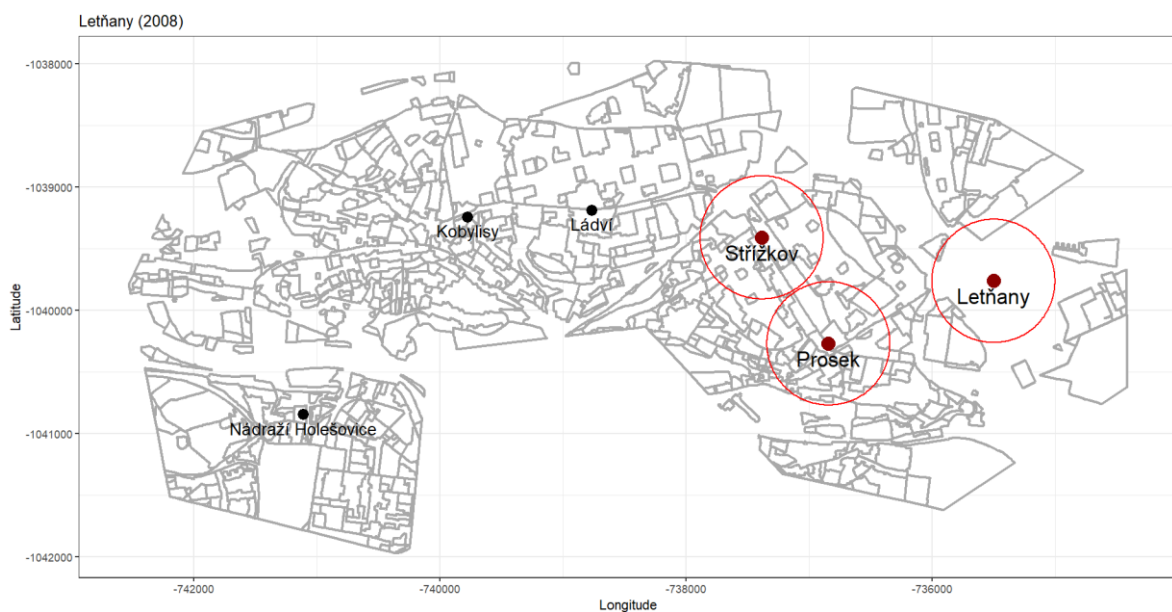 Letňany (2008)
-1038000
-1039000
-1040000
-1041000
-1042000
Latitude
Kobylisy
Ládví
Střížkov
Letňany
Prosek
Nádraží Holešovice
-742000
-740000
-738000
-736000
Longitude